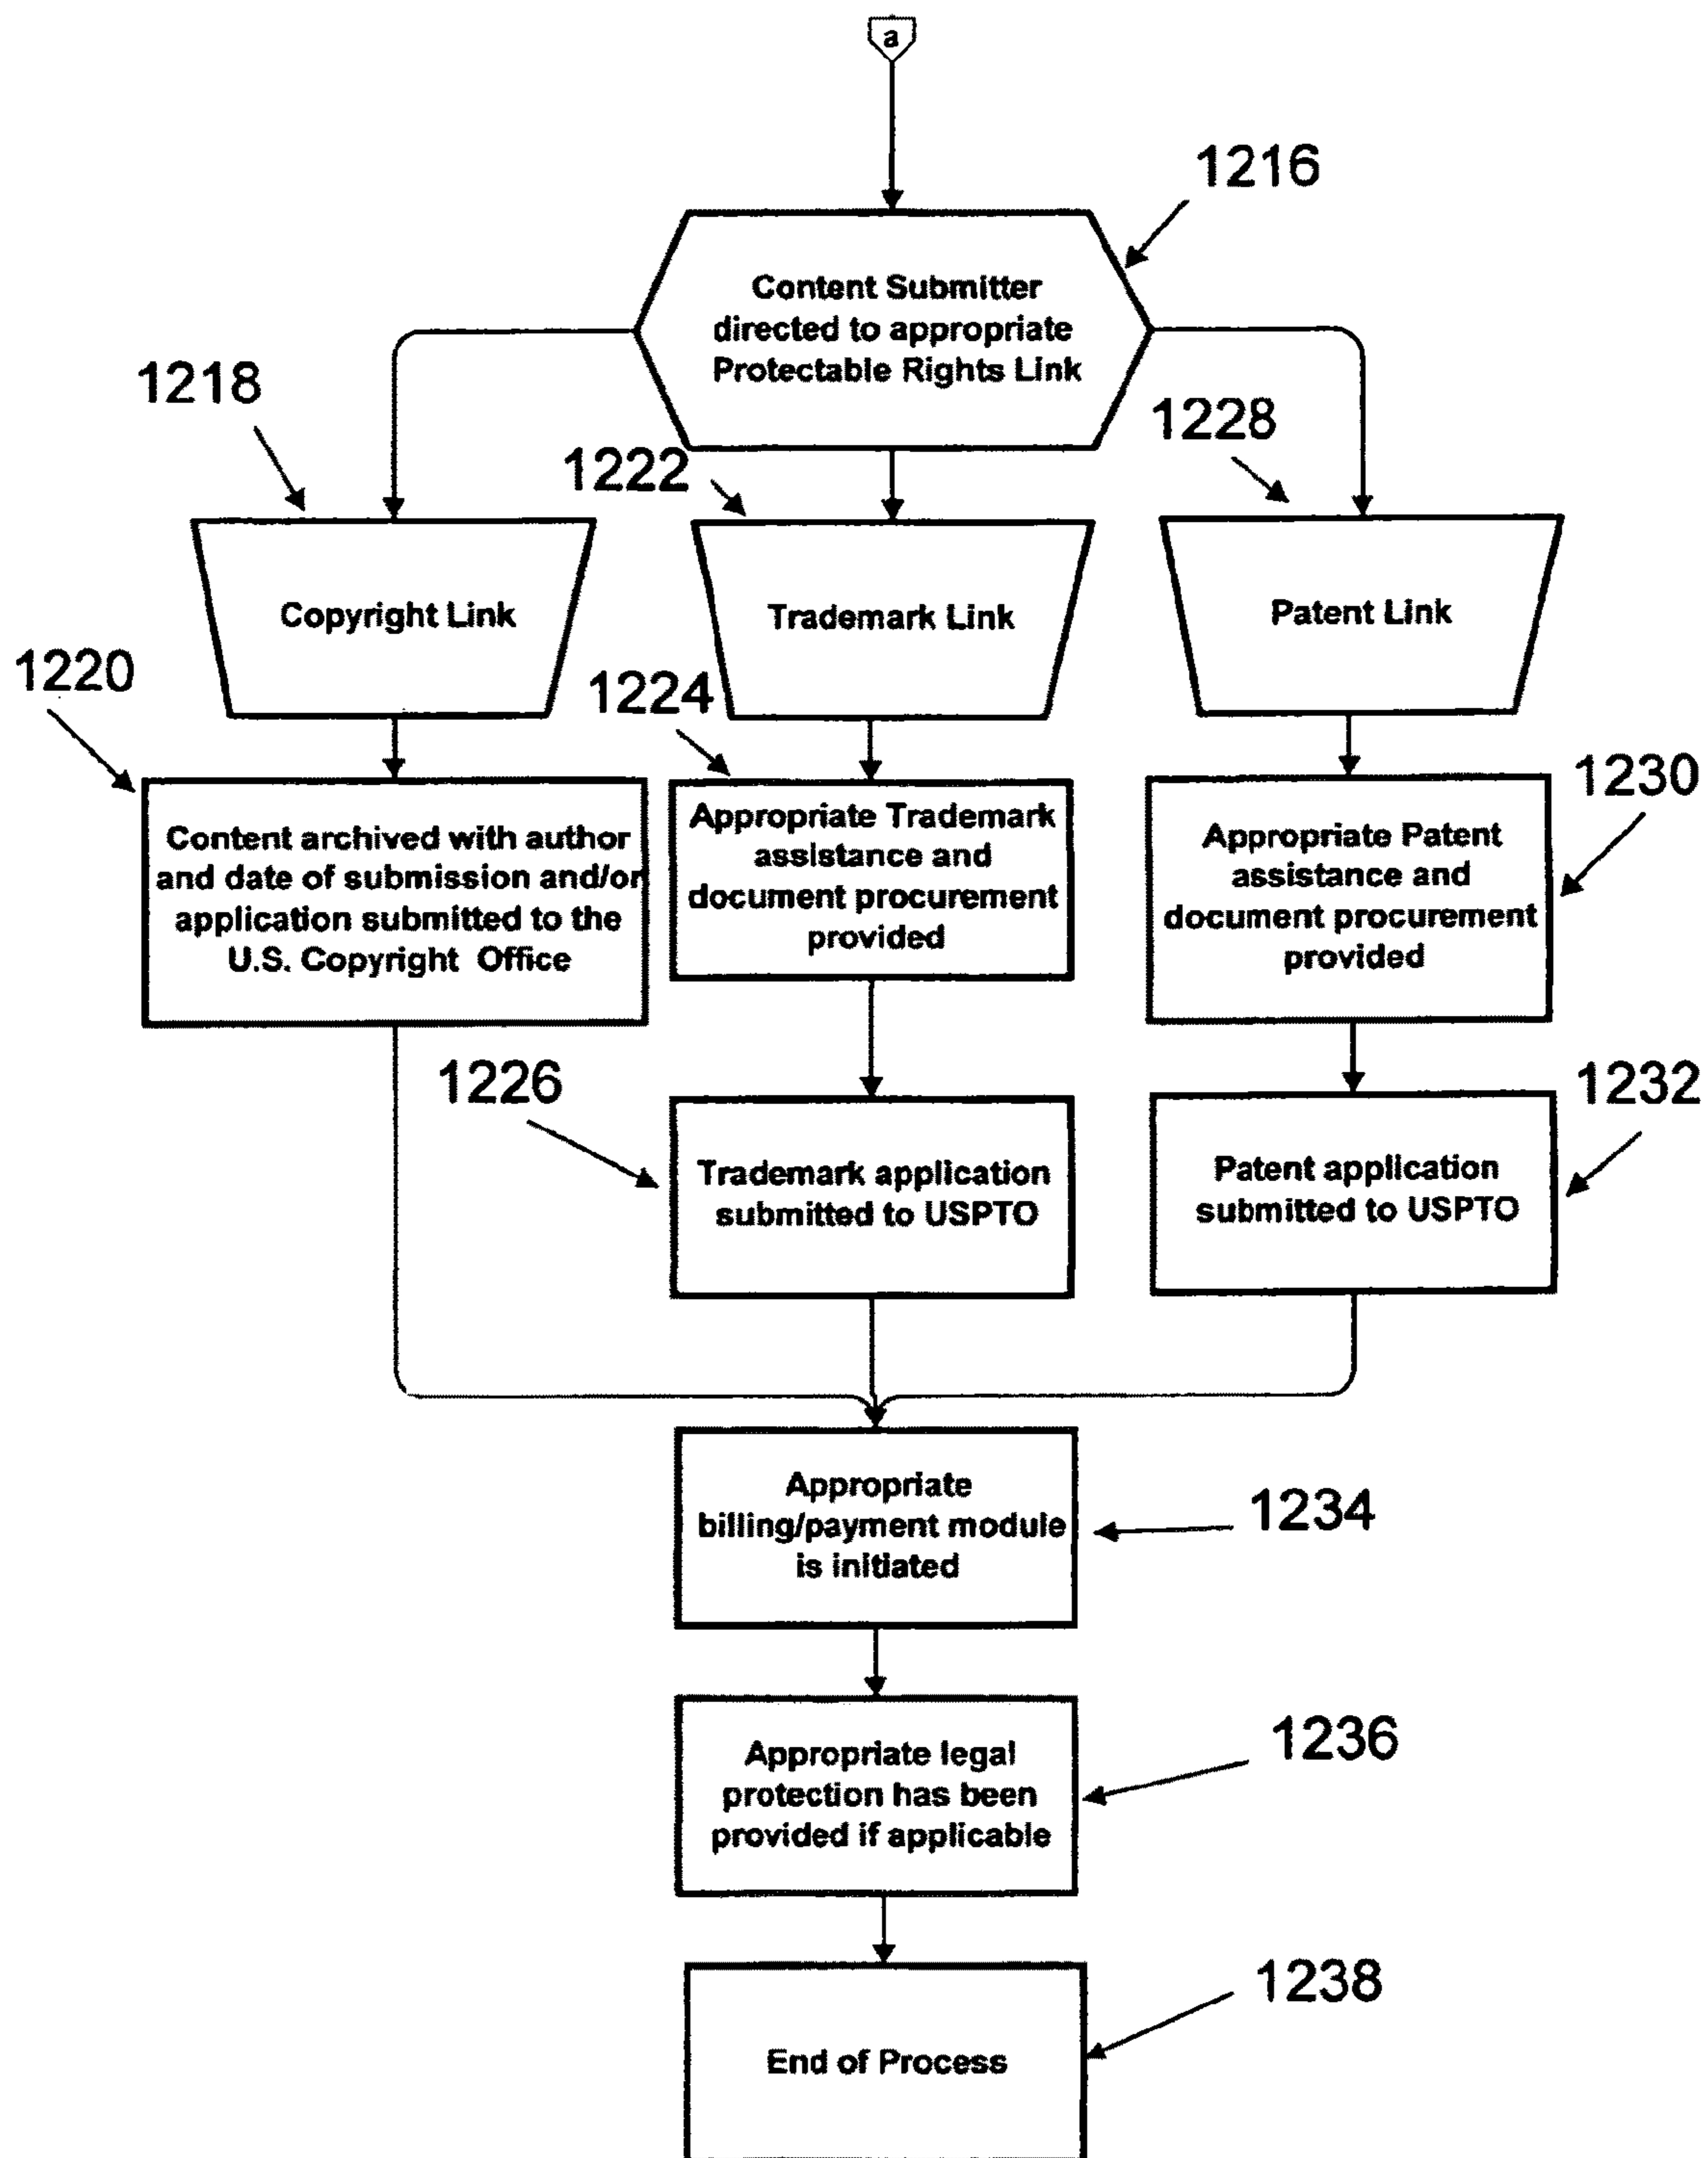 a
1216
Content Submitter
directed to appropriate
Protectable Rights Link
1218
1222
1228
Copyright Link
Trademark Link
Patent Link
1220
1224
1230
Content archived with author
and date of submission and/or
application submitted to the
U.S. Copyright Office
Appropriate Trademark
assistance and
document procurement
provided
Appropriate Patent
assistance and
document procurement
provided
1226
1232
Trademark application
submitted to USPTO
Patent application
submitted to USPTO
Appropriate
billing/payment module
is initiated
1234
Appropriate legal
protection has been
provided if applicable
1236
End of Process
1238